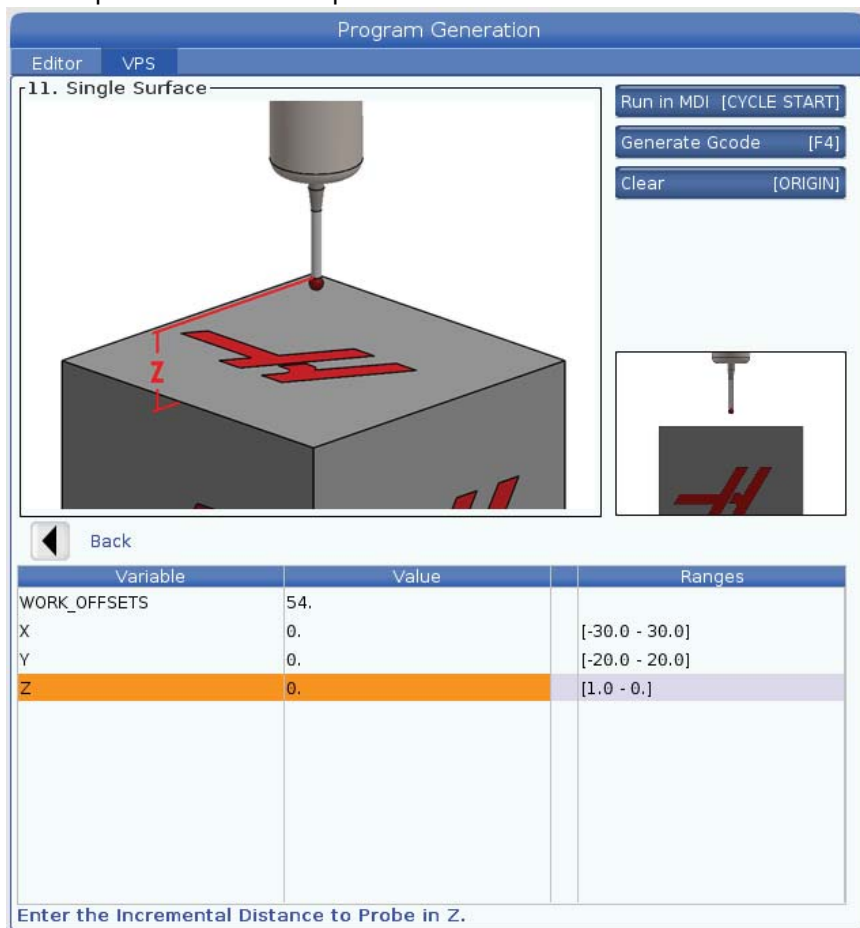 Program Generation
Editor VPS
11. Single Surface
Run in MDI [CYCLE START]
Generate Gcode [F4]
Clear [ORIGIN]
Z
Back
Variable Value Ranges
WORK_OFFSETS 54.
X 0. [-30.0 - 30.0]
Y 0. [-20.0 - 20.0]
Z 0. [1.0 - 0.]
Enter the Incremental Distance to Probe in Z.